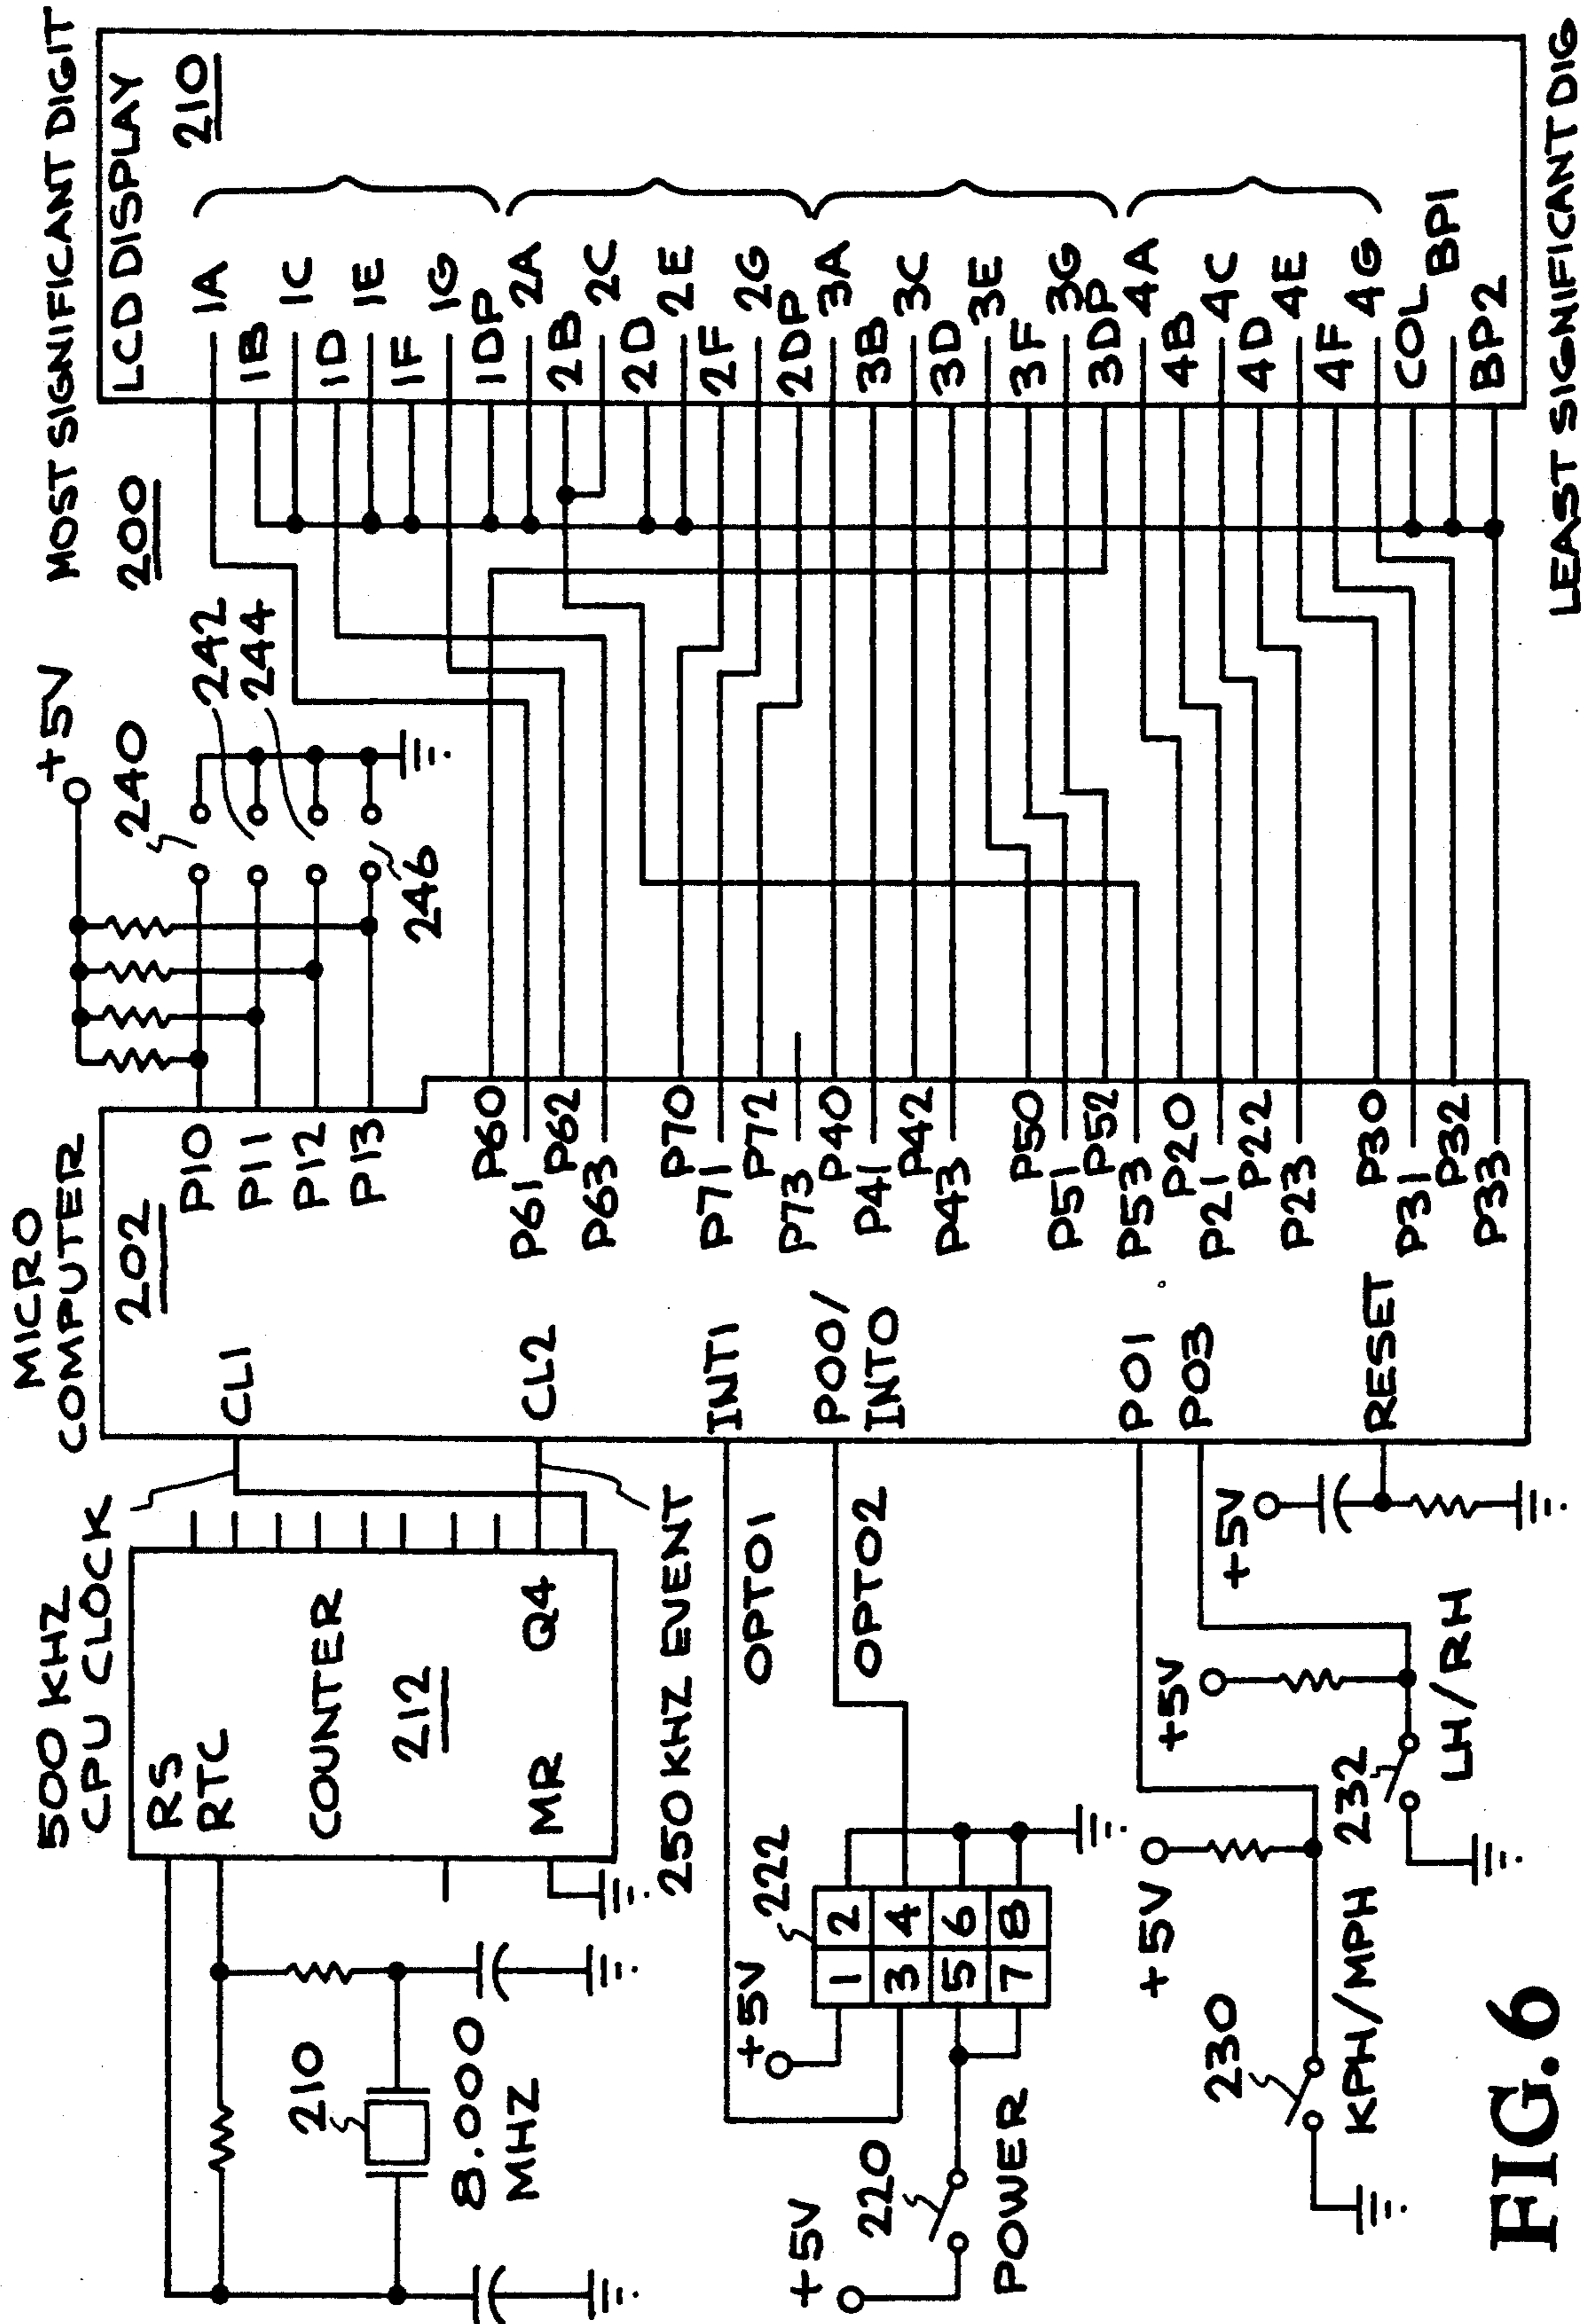 MOST SIGNIFICANT DIGIT
LCD DISPLAY
210
1A
1B
1C
1D
1E
1F
1G
1DP
2A
2B
2C
2D
2E
2F
2G
2DP
3A
3B
3C
3D
3E
3F
3G
3DP
4A
4B
4C
4D
4E
4F
4G
COL
BP1
BP2
LEAST SIGNIFICANT DIG
200
+5V
240
242
244
246
MICRO
COMPUTER
202
P10
P11
P12
P13
P60
P61
P62
P63
P70
P71
P72
P73
P40
P41
P42
P43
P50
P51
P52
P53
P20
P21
P22
P23
P30
P31
P32
P33
CL1
CL2
INT1
P00/
INT0
P01
P03
RESET
500 KHZ
CPU CLOCK
RS
RTC
COUNTER
212
MR
Q4
250 KHZ EVENT
OPTO1
OPTO2
210
8.000
MHZ
+5V
222
1 2
3 4
5 6
7 8
+5V
220
POWER
+5V
230
KPH/MPH
+5V
232
LH/RH
+5V
FIG. 6